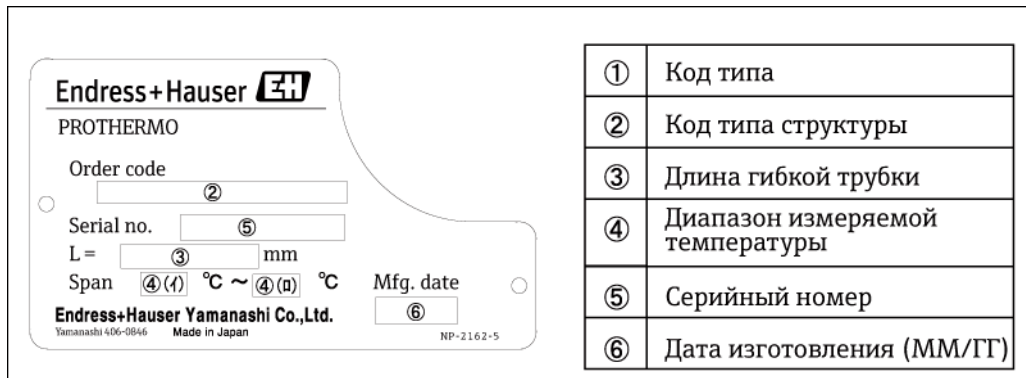 Endress+Hauser EH
PROTHERMO
Order code
②
Serial no. ⑤
L = ③ mm
Span ④(イ) ℃ ~ ④(ロ) ℃
Mfg. date
⑥
Endress+Hauser Yamanashi Co.,Ltd.
Yamanashi 406-0846 Made in Japan
NP-2162-5
① Код типа
② Код типа структуры
③ Длина гибкой трубки
④ Диапазон измеряемой
температуры
⑤ Серийный номер
⑥ Дата изготовления (ММ/ГГ)